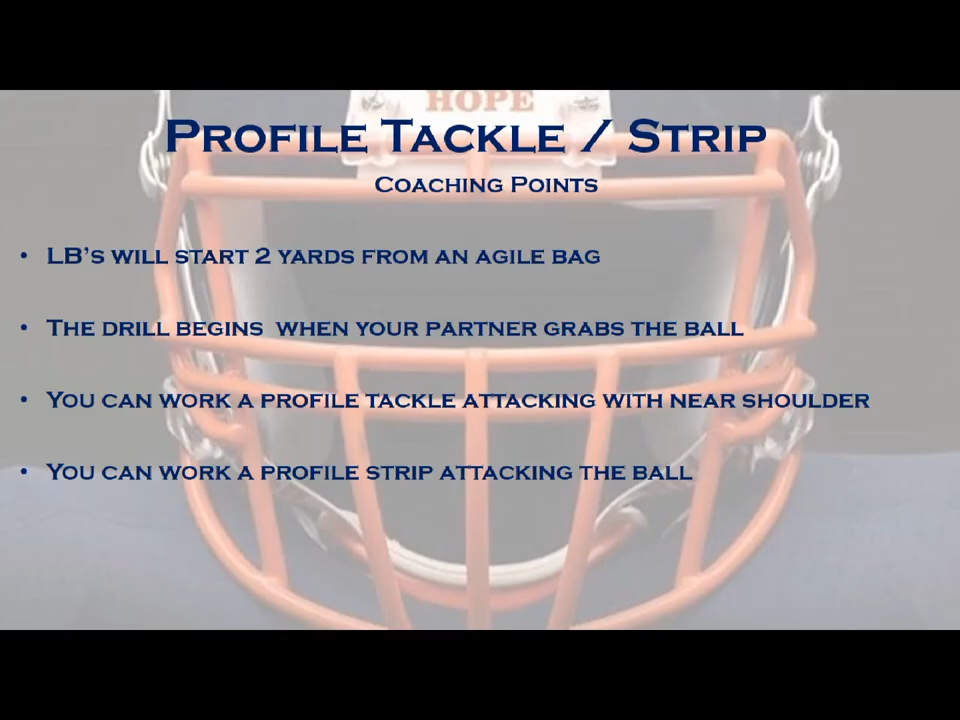 HOPE
Profile Tackle / Strip
Coaching Points
• LB's will start 2 yards from an agile bag
• The drill begins when your partner grabs the ball
• You can work a profile tackle attacking with near shoulder
• You can work a profile strip attacking the ball